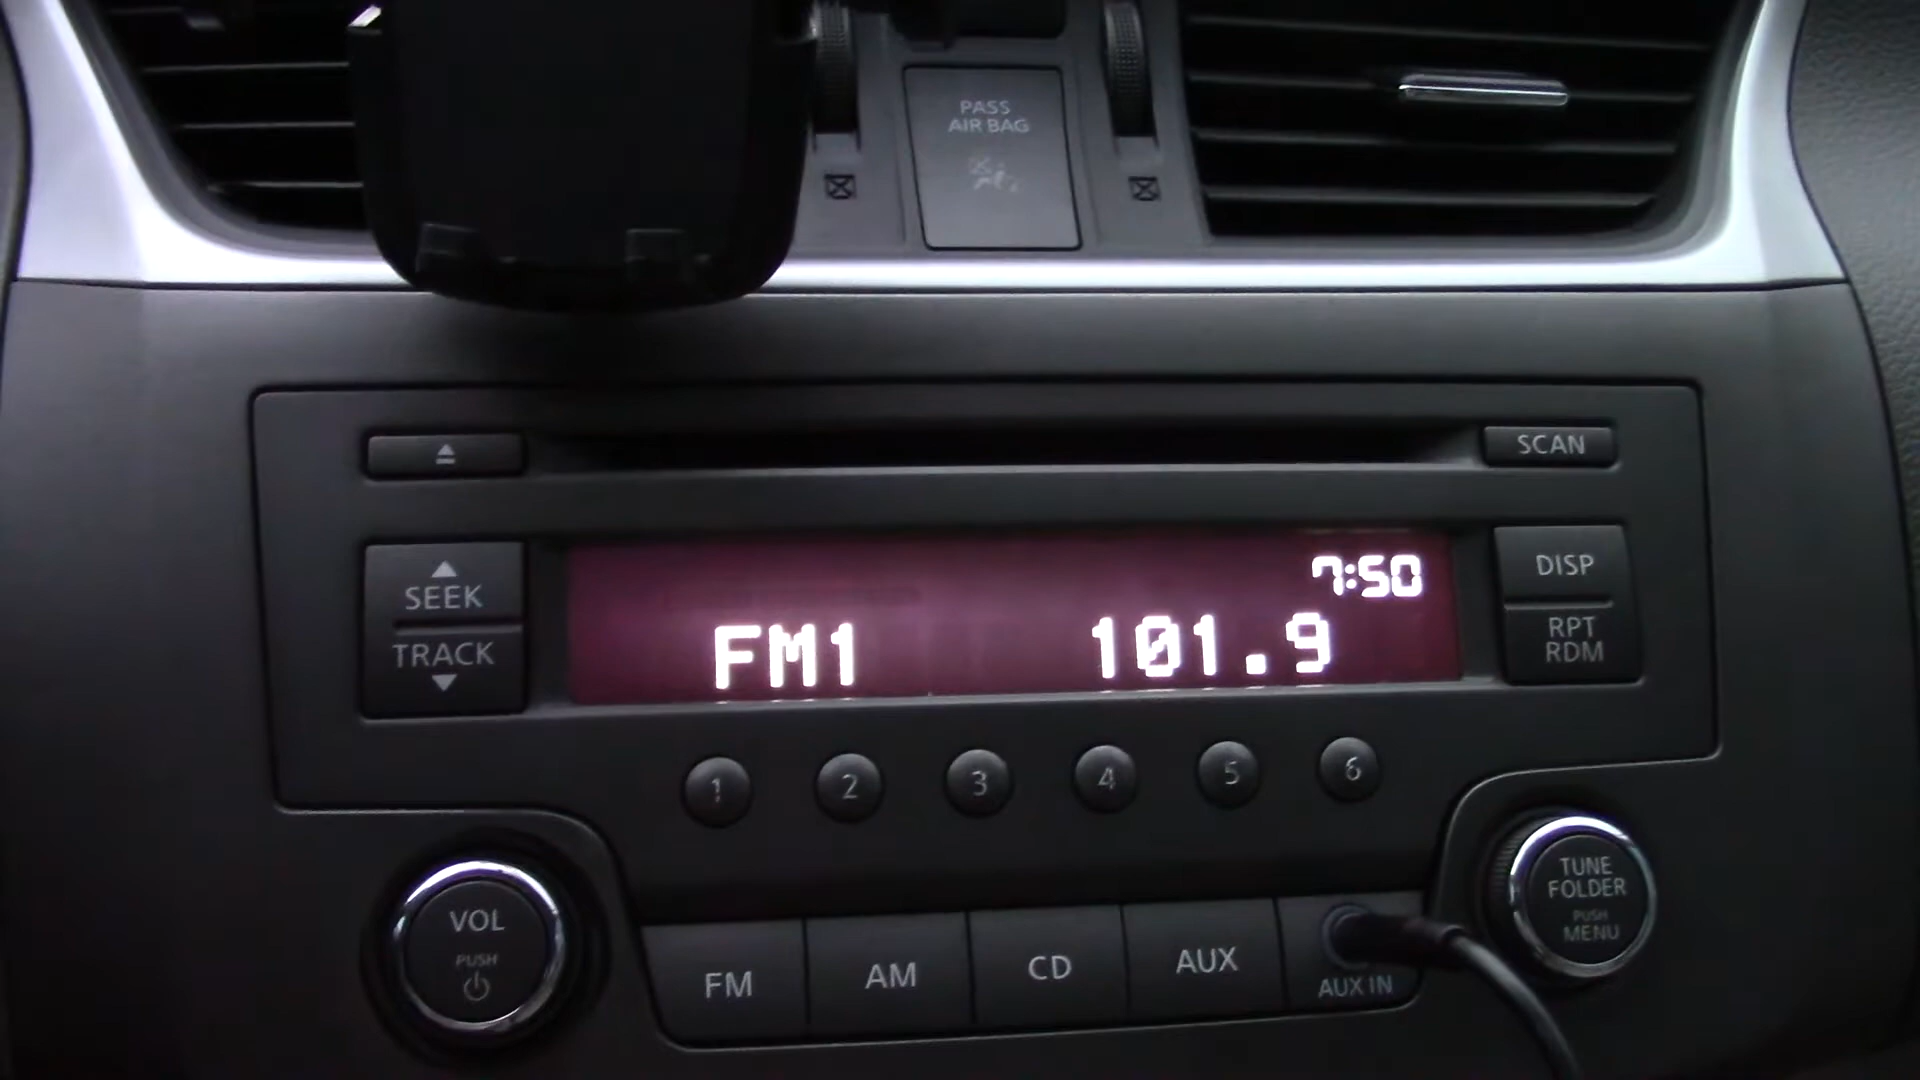 PASS
AIR BAG
SCAN
SEEK
TRACK
7:50
FM1 101.9
DISP
RPT
RDM
1 2 3 4 5 6
VOL
PUSH
FM AM CD AUX
AUX IN
TUNE
FOLDER
PUSH
MENU